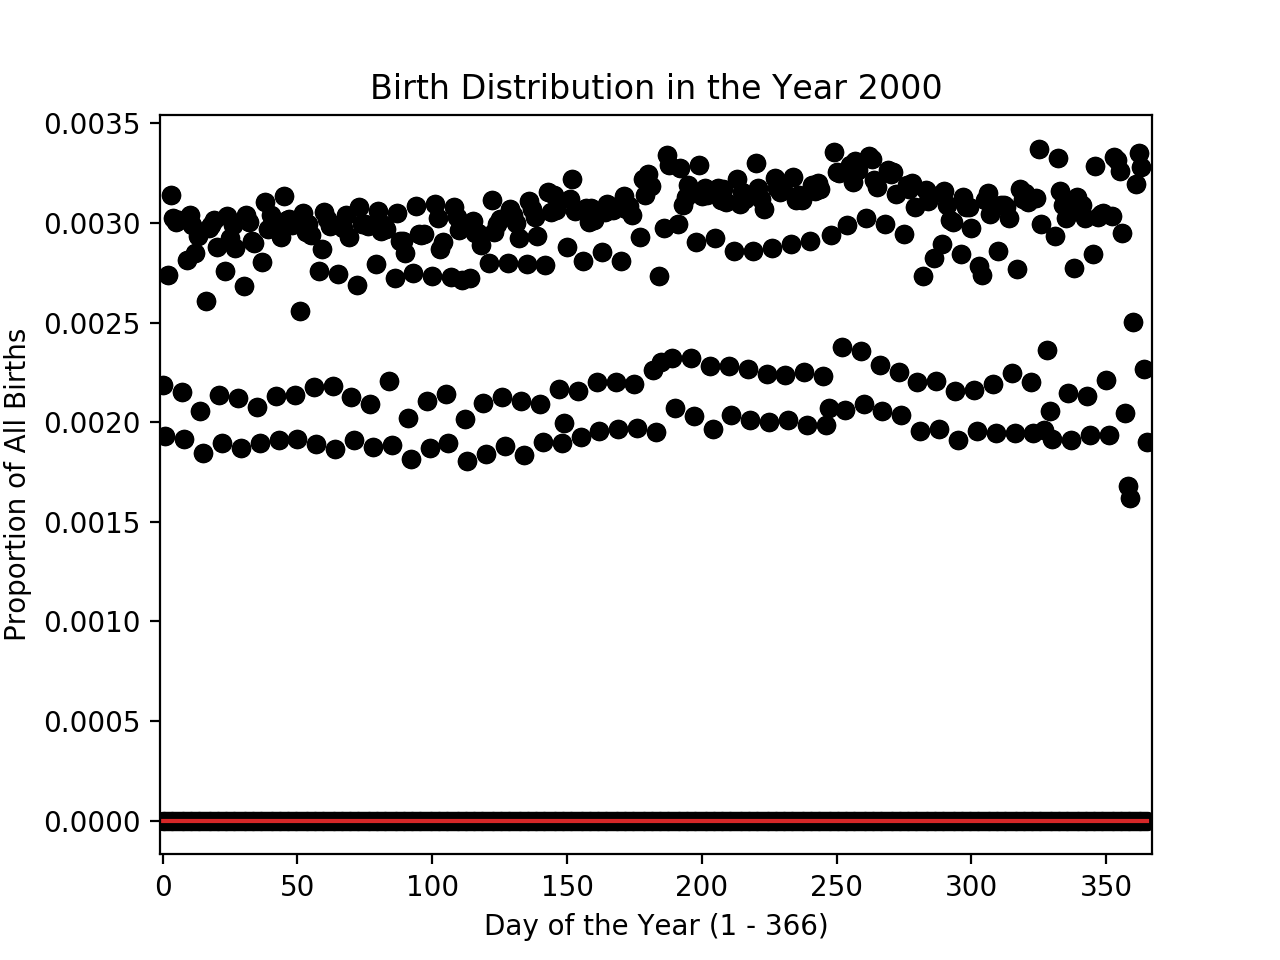 Birth Distribution in the Year 2000
Proportion of All Births
0.0035
0.0030
0.0025
0.0020
0.0015
0.0010
0.0005
0.0000
0 50 100 150 200 250 300 350
Day of the Year (1 - 366)